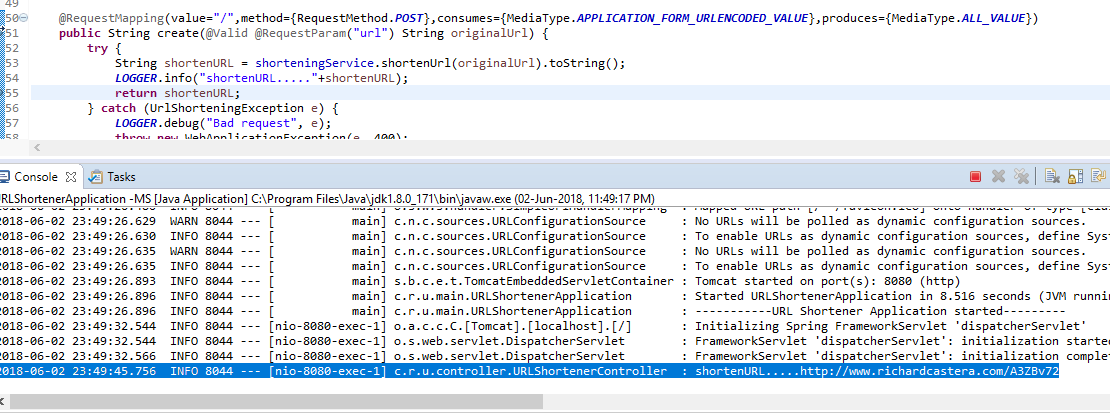 49
50 @RequestMapping(value="/",method={RequestMethod.POST},consumes={MediaType.APPLICATION_FORM_URLENCODED_VALUE},produces={MediaType.ALL_VALUE})
51 public String create(@Valid @RequestParam("url") String originalUrl) {
52 try {
53 String shortenURL = shorteningService.shortenUrl(originalUrl).toString();
54 LOGGER.info("shortenURL....."+shortenURL);
55 return shortenURL;
56 } catch (UrlShorteningException e) {
57 LOGGER.debug("Bad request", e);
58 throw new WebApplicationException(e, 400);
Console Tasks
URLShortenerApplication -MS [Java Application] C:\Program Files\Java\jdk1.8.0_171\bin\javaw.exe (02-Jun-2018, 11:49:17 PM)
2018-06-02 23:49:26.629 WARN 8044 --- [ main] c.n.c.sources.URLConfigurationSource : No URLs will be polled as dynamic configuration sources.
2018-06-02 23:49:26.630 INFO 8044 --- [ main] c.n.c.sources.URLConfigurationSource : To enable URLs as dynamic configuration sources, define Syst
2018-06-02 23:49:26.635 WARN 8044 --- [ main] c.n.c.sources.URLConfigurationSource : No URLs will be polled as dynamic configuration sources.
2018-06-02 23:49:26.635 INFO 8044 --- [ main] c.n.c.sources.URLConfigurationSource : To enable URLs as dynamic configuration sources, define Syst
2018-06-02 23:49:26.893 INFO 8044 --- [ main] s.b.c.e.t.TomcatEmbeddedServletContainer : Tomcat started on port(s): 8080 (http)
2018-06-02 23:49:26.896 INFO 8044 --- [ main] c.r.u.main.URLShortenerApplication : Started URLShortenerApplication in 8.516 seconds (JVM runnin
2018-06-02 23:49:26.896 INFO 8044 --- [ main] c.r.u.main.URLShortenerApplication : -----------URL Shortener Application started---------
2018-06-02 23:49:32.544 INFO 8044 --- [nio-8080-exec-1] o.a.c.c.C.[Tomcat].[localhost].[/] : Initializing Spring FrameworkServlet 'dispatcherServlet'
2018-06-02 23:49:32.544 INFO 8044 --- [nio-8080-exec-1] o.s.web.servlet.DispatcherServlet : FrameworkServlet 'dispatcherServlet': initialization started
2018-06-02 23:49:32.566 INFO 8044 --- [nio-8080-exec-1] o.s.web.servlet.DispatcherServlet : FrameworkServlet 'dispatcherServlet': initialization complet
2018-06-02 23:49:45.756 INFO 8044 --- [nio-8080-exec-1] c.r.u.controller.URLShortenerController : shortenURL.....http://www.richardcastera.com/A3ZBv72